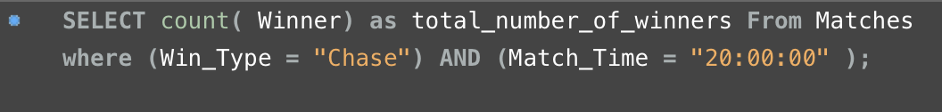 SELECT count( Winner) as total_number_of_winners From Matches
where (Win_Type = "Chase") AND (Match_Time = "20:00:00" );